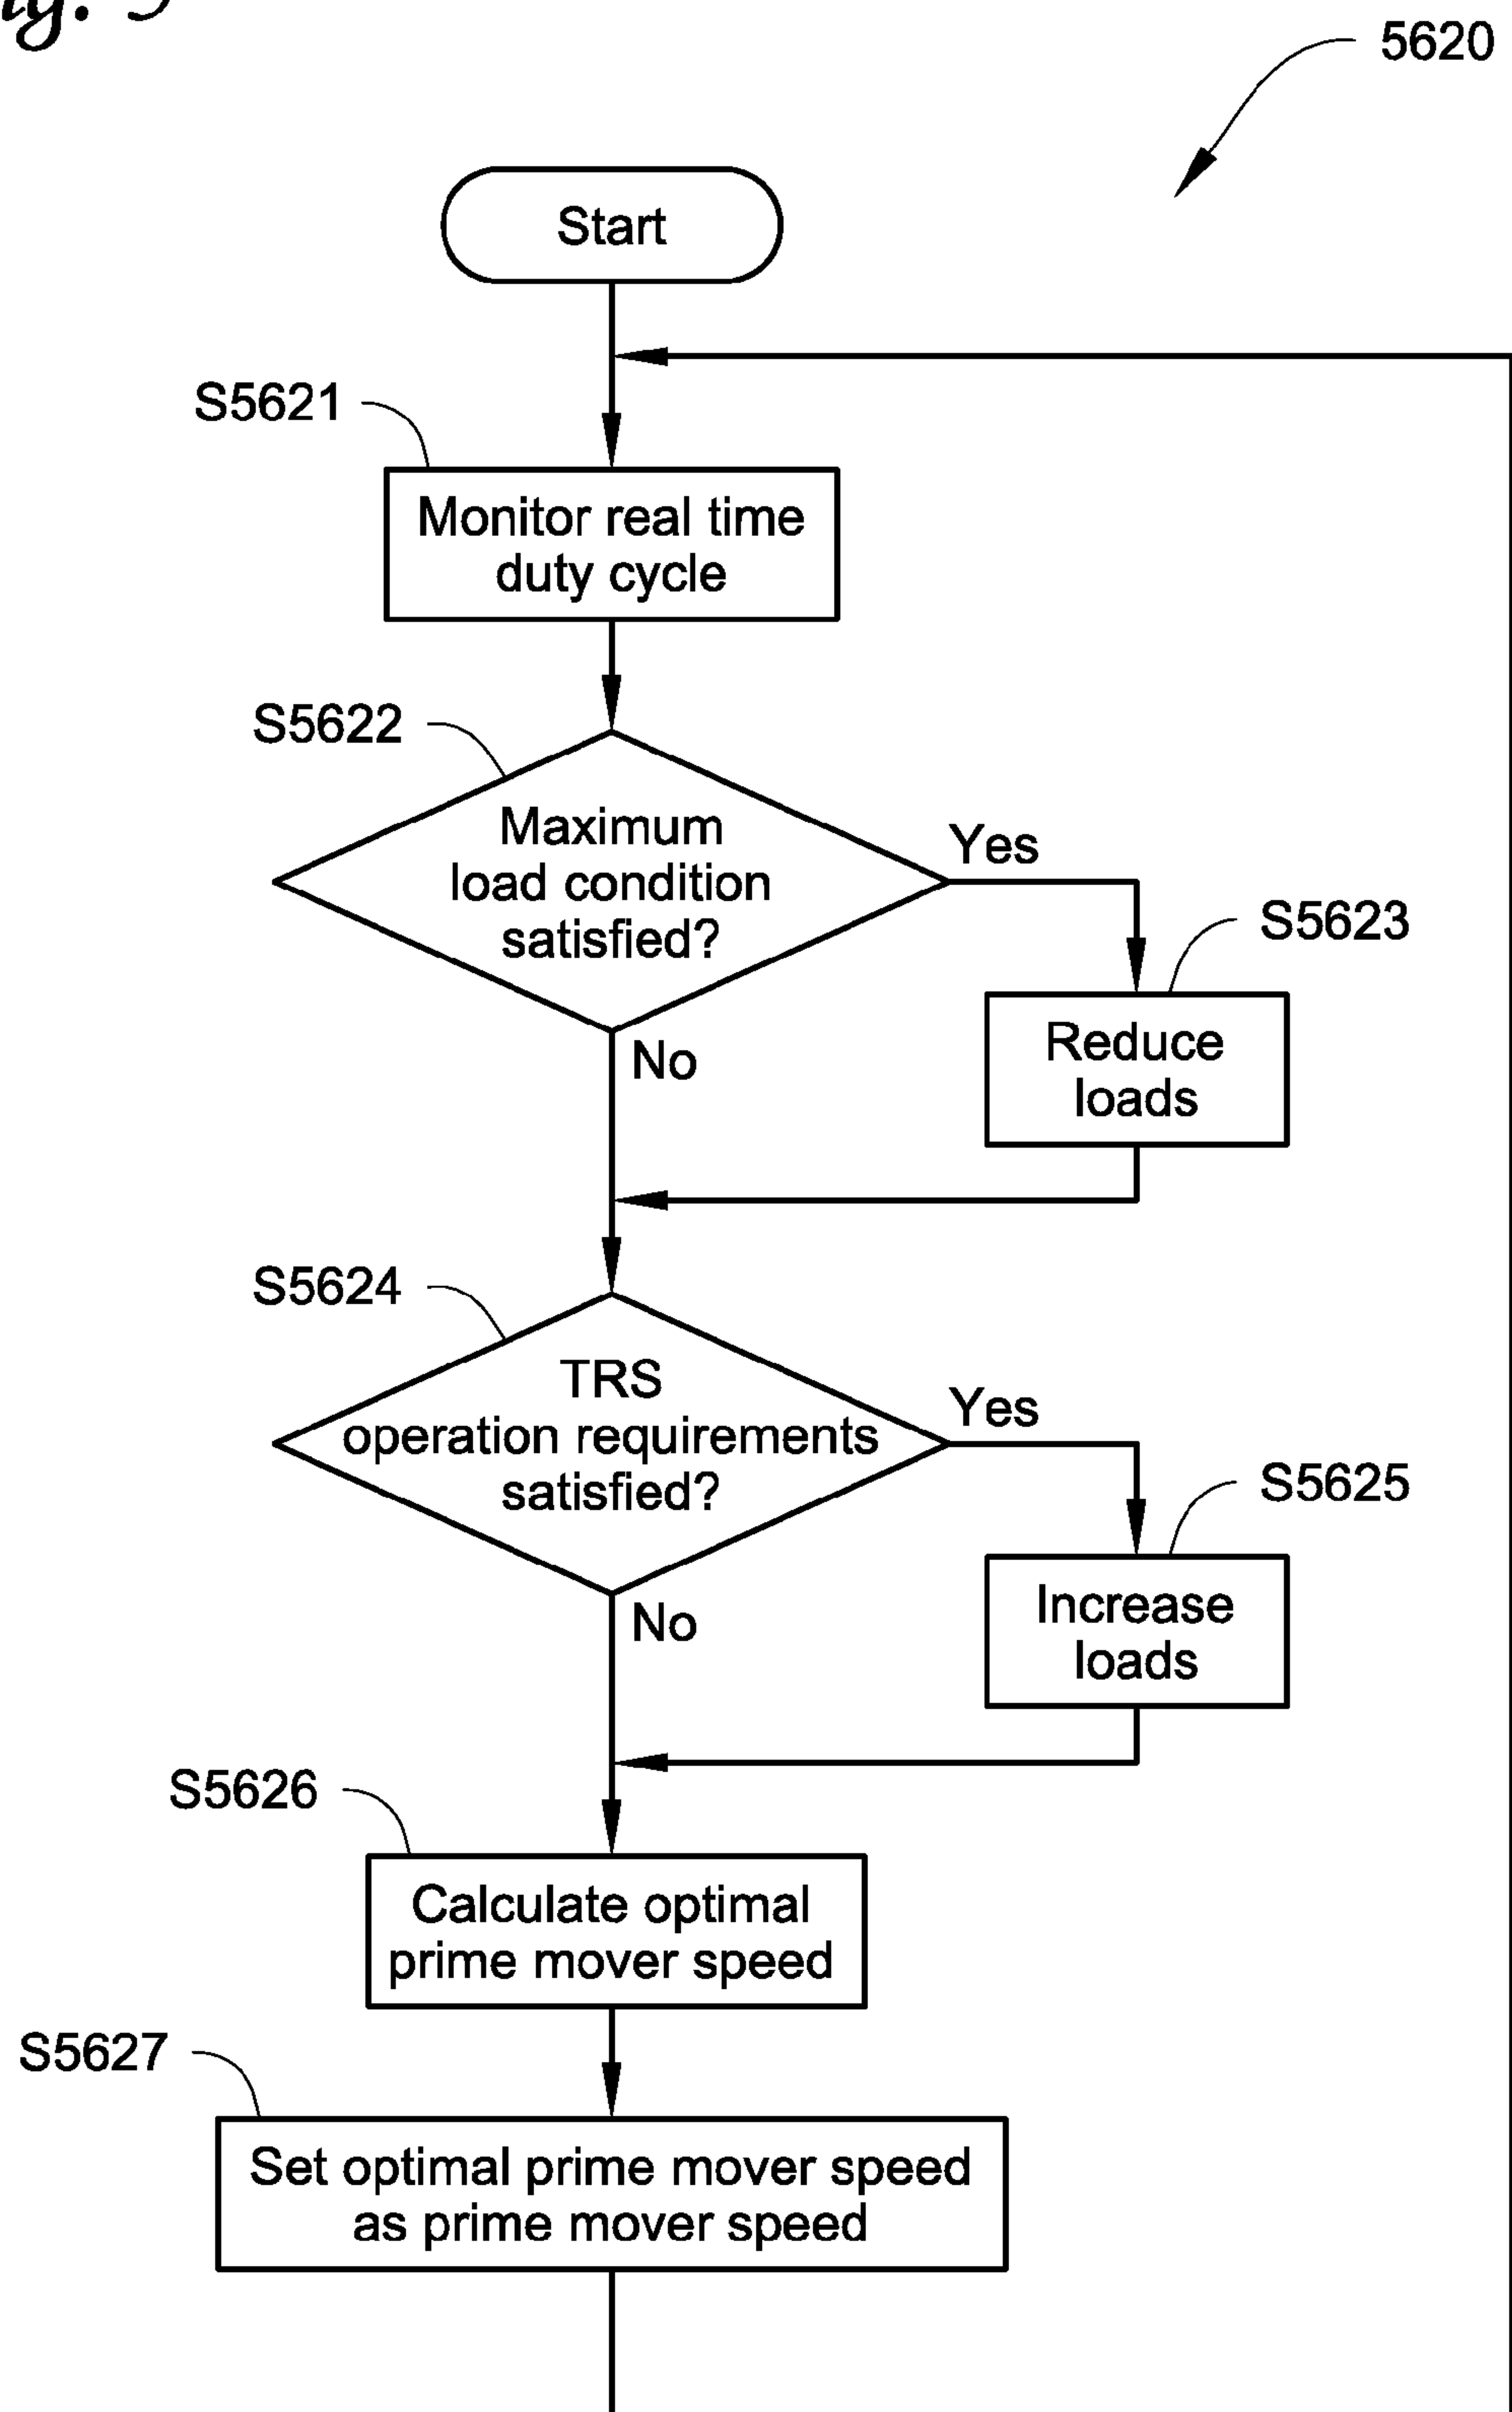 5620
Start
S5621
Monitor real time
duty cycle
S5622
Maximum
load condition
satisfied?
Yes
S5623
Reduce
loads
No
S5624
TRS
operation requirements
satisfied?
Yes
S5625
Increase
loads
No
S5626
Calculate optimal
prime mover speed
S5627
Set optimal prime mover speed
as prime mover speed